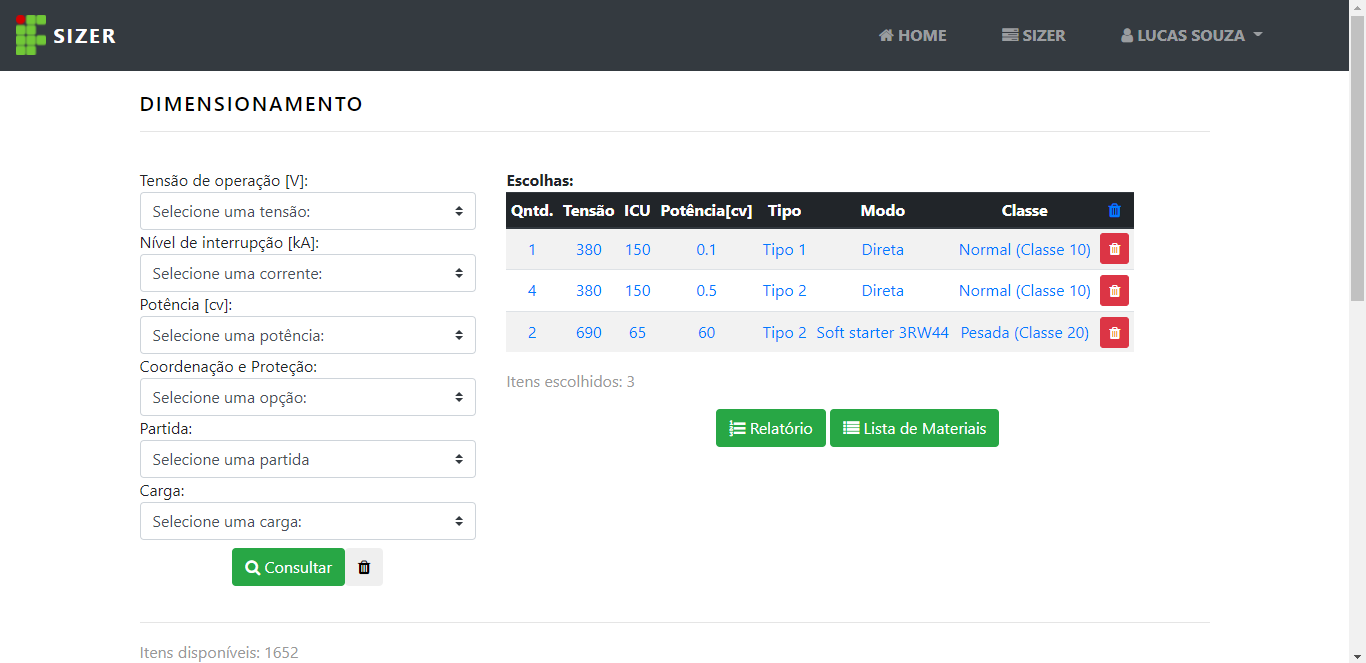 SIZER
HOME SIZER LUCAS SOUZA
DIMENSIONAMENTO
Tensão de operação [V]:
Selecione uma tensão:
Nível de interrupção [kA]:
Selecione uma corrente:
Potência [cv]:
Selecione uma potência:
Coordenação e Proteção:
Selecione uma opção:
Partida:
Selecione uma partida
Carga:
Selecione uma carga:
Consultar
Escolhas:
Qntd. Tensão ICU Potência[cv] Tipo Modo Classe
1 380 150 0.1 Tipo 1 Direta Normal (Classe 10)
4 380 150 0.5 Tipo 2 Direta Normal (Classe 10)
2 690 65 60 Tipo 2 Soft starter 3RW44 Pesada (Classe 20)
Itens escolhidos: 3
Relatório Lista de Materiais
Itens disponíveis: 1652